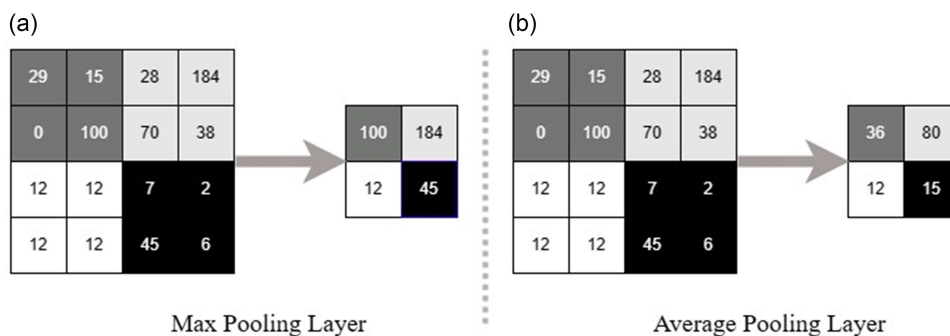 (a)
29 15 28 184
0 100 70 38
12 12 7 2
12 12 45 6
100 184
12 45
Max Pooling Layer
(b)
29 15 28 184
0 100 70 38
12 12 7 2
12 12 45 6
36 80
12 15
Average Pooling Layer